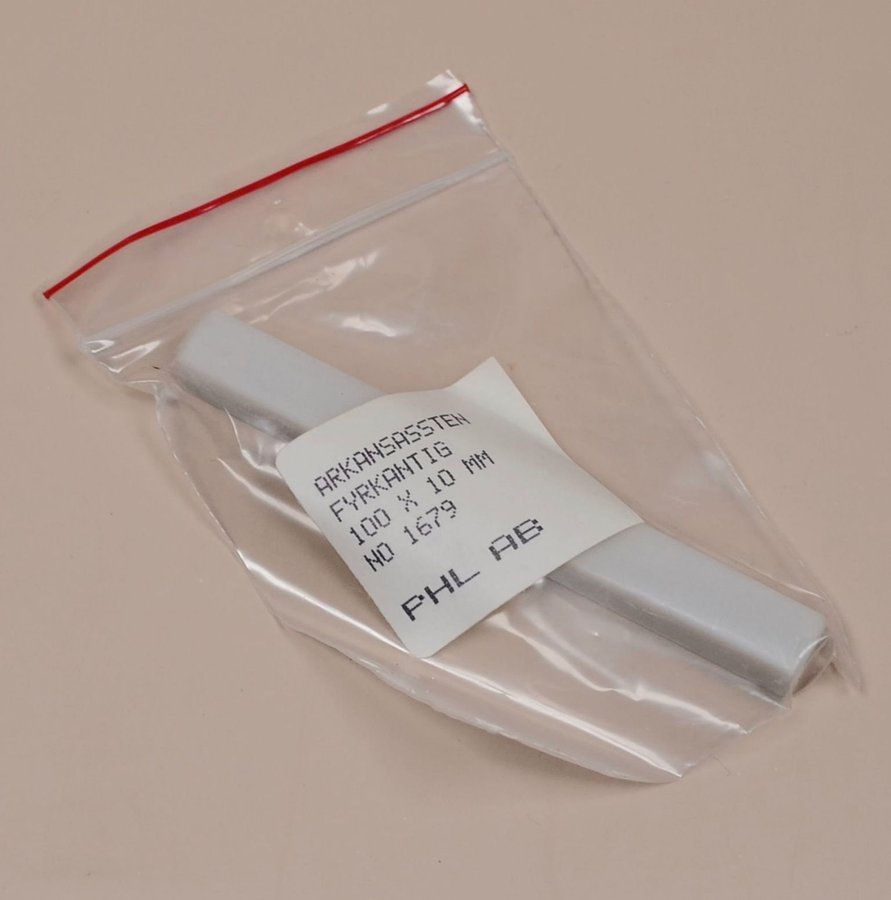 ARKANSASSTEN
FYRKANTIG
100 X 10 MM
NO 1679
PHL AB